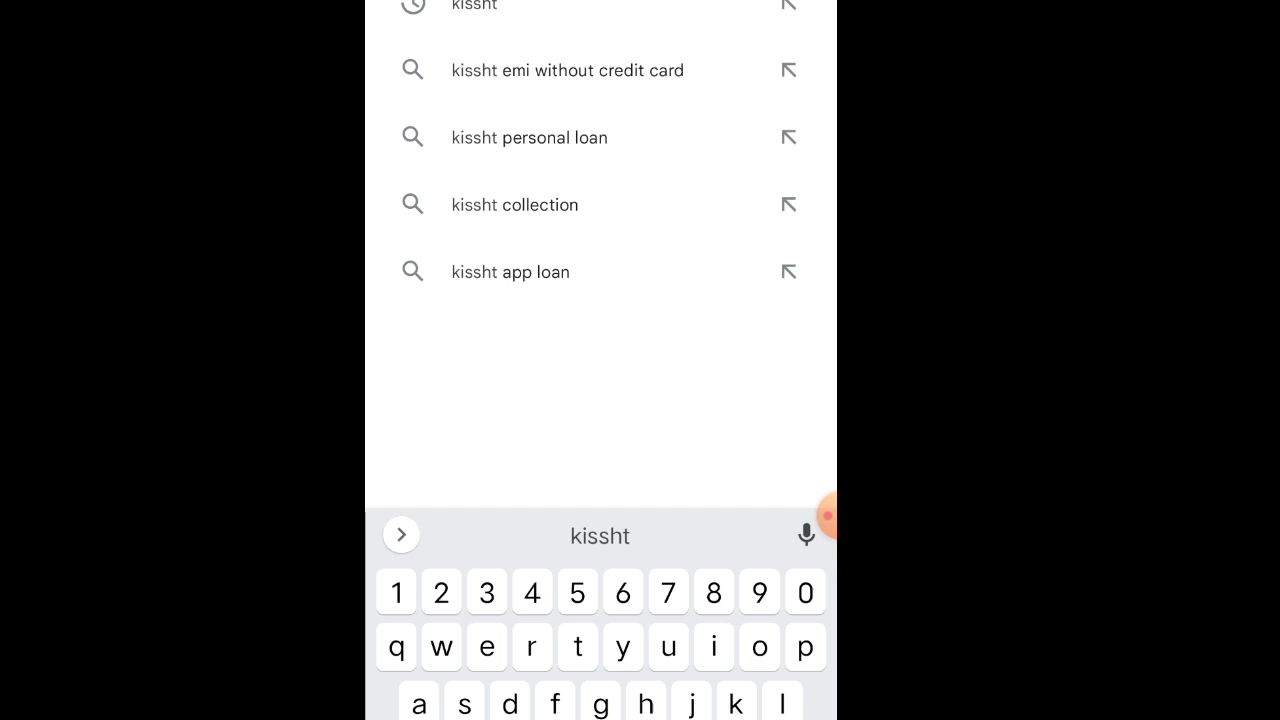 kissht
kissht emi without credit card
kissht personal loan
kissht collection
kissht app loan
kissht
1 2 3 4 5 6 7 8 9 0
q w e r t y u i o p
a s d f g h j k l